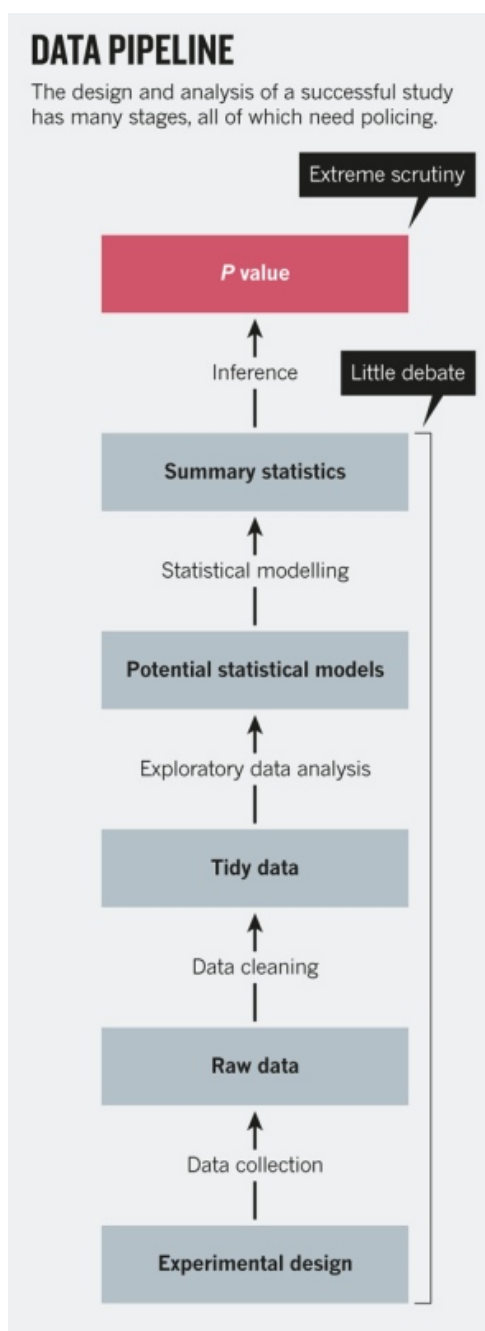 DATA PIPELINE
The design and analysis of a successful study
has many stages, all of which need policing.
Extreme scrutiny
P value
Inference
Little debate
Summary statistics
Statistical modelling
Potential statistical models
Exploratory data analysis
Tidy data
Data cleaning
Raw data
Data collection
Experimental design